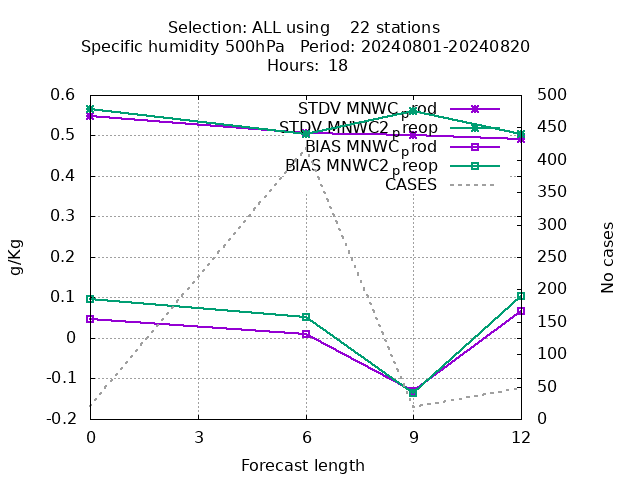 Selection: ALL using 22 stations
Specific humidity 500hPa Period: 20240801-20240820
Hours: 18
0.6
0.5
0.4
0.3
0.2
0.1
0
-0.1
-0.2
g/Kg
STDV MNWC_prod
STDV MNWC2_preop
BIAS MNWC_prod
BIAS MNWC2_preop
CASES
500
450
400
350
300
250
200
150
100
50
0
No cases
0 3 6 9 12
Forecast length